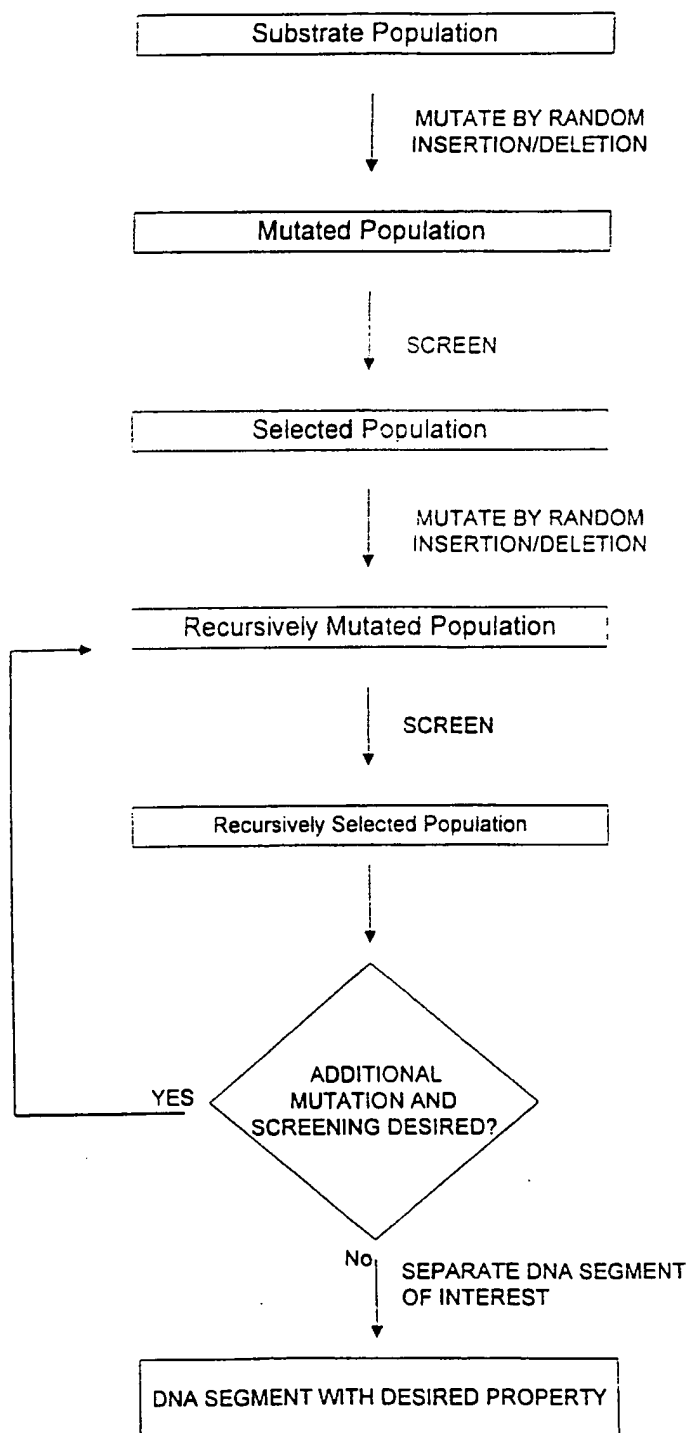 Substrate Population
MUTATE BY RANDOM
INSERTION/DELETION
Mutated Population
SCREEN
Selected Population
MUTATE BY RANDOM
INSERTION/DELETION
Recursively Mutated Population
SCREEN
Recursively Selected Population
YES
ADDITIONAL
MUTATION AND
SCREENING DESIRED?
No
SEPARATE DNA SEGMENT
OF INTEREST
DNA SEGMENT WITH DESIRED PROPERTY